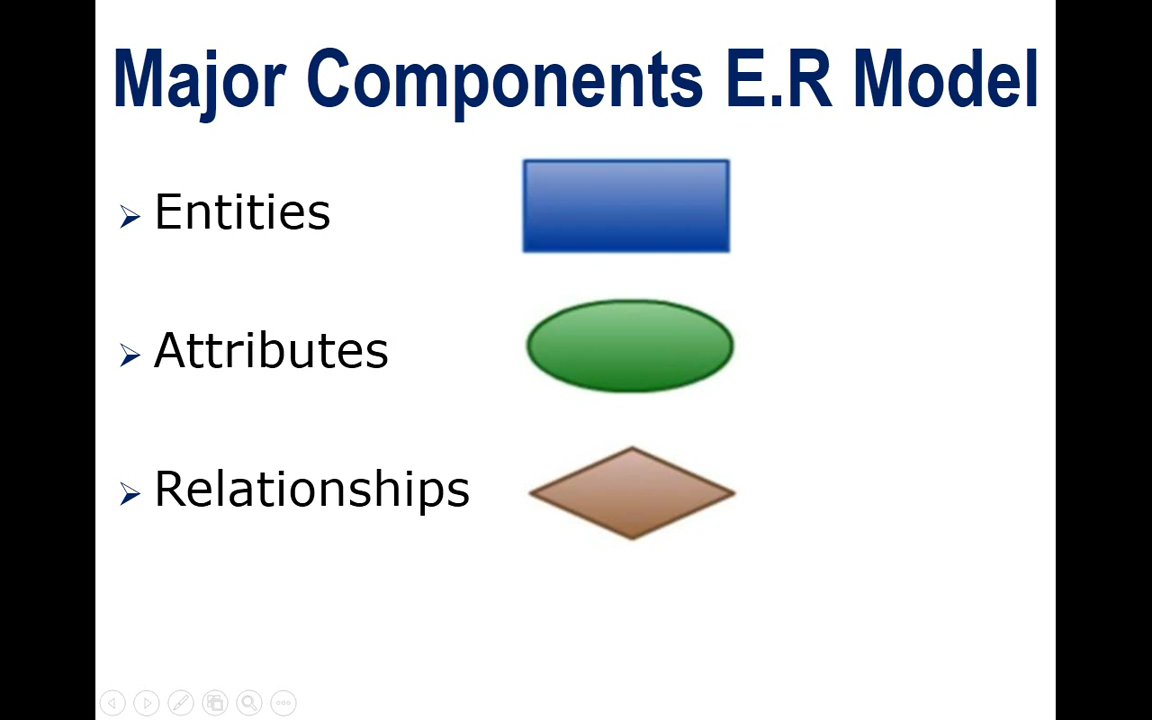 Major Components E.R Model
Entities
Attributes
Relationships